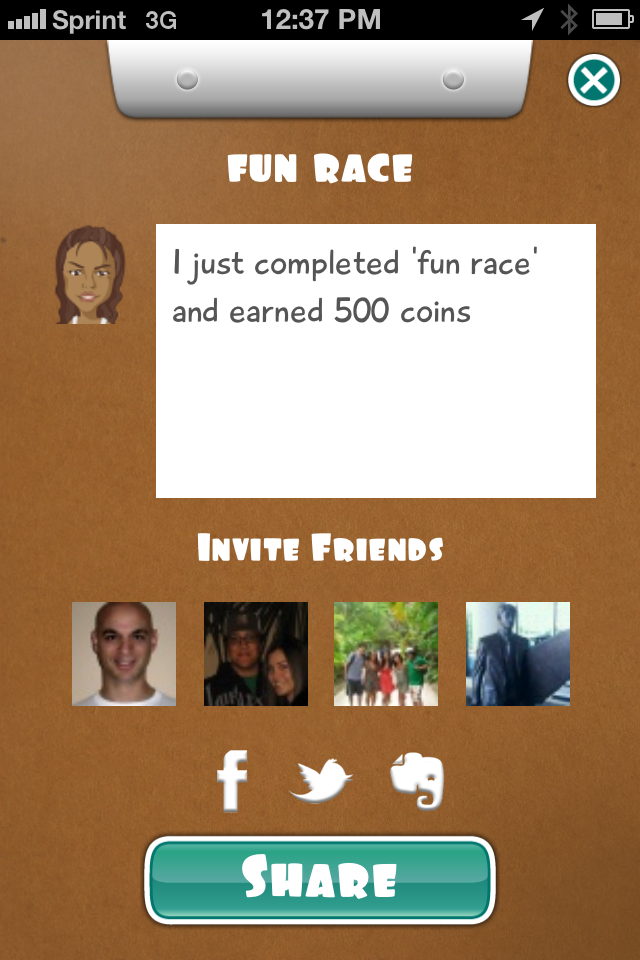 Sprint 3G 12:37 PM
FUN RACE
I just completed 'fun race'
and earned 500 coins
INVITE FRIENDS
SHARE